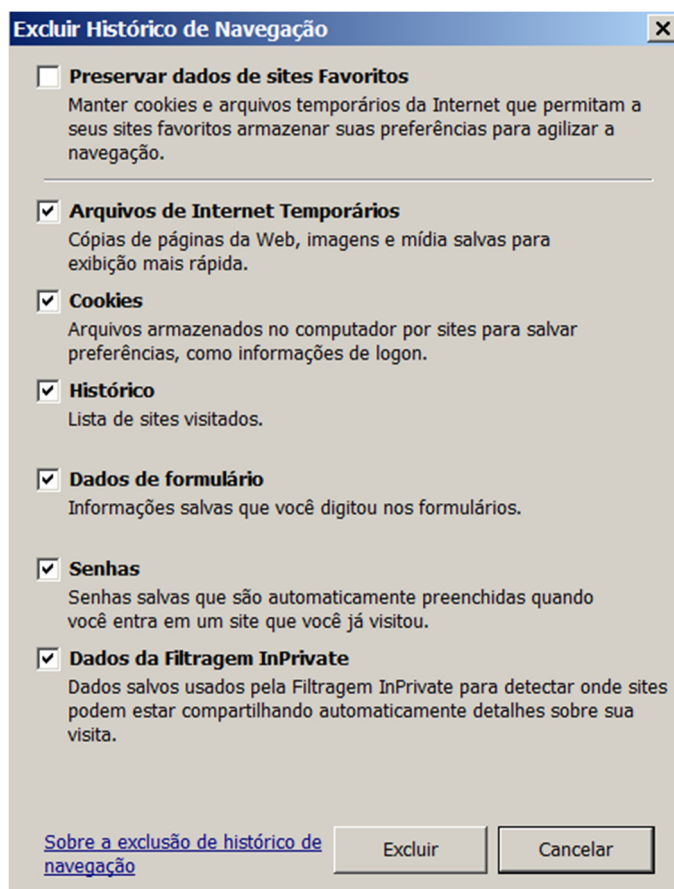 Excluir Histórico de Navegação
Preservar dados de sites Favoritos
Manter cookies e arquivos temporários da Internet que permitam a
seus sites favoritos armazenar suas preferências para agilizar a
navegação.
Arquivos de Internet Temporários
Cópias de páginas da Web, imagens e mídia salvas para
exibição mais rápida.
Cookies
Arquivos armazenados no computador por sites para salvar
preferências, como informações de logon.
Histórico
Lista de sites visitados.
Dados de formulário
Informações salvas que você digitou nos formulários.
Senhas
Senhas salvas que são automaticamente preenchidas quando
você entra em um site que você já visitou.
Dados da Filtragem InPrivate
Dados salvos usados pela Filtragem InPrivate para detectar onde sites
podem estar compartilhando automaticamente detalhes sobre sua
visita.
Sobre a exclusão de histórico de
navegação
Excluir
Cancelar